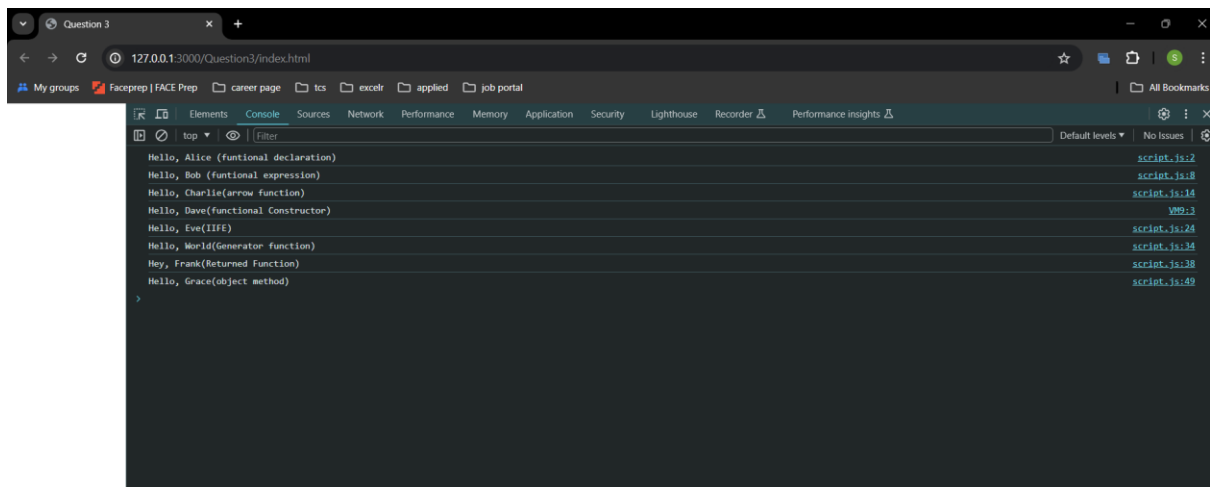 Question 3
127.0.0.1:3000/Question3/index.html
S
My groups Faceprep | FACE Prep career page tcs excelr applied job portal All Bookmarks
Elements Console Sources Network Performance Memory Application Security Lighthouse Recorder Performance insights
top Filter Default levels No Issues
Hello, Alice (funtional declaration) script.js:2
Hello, Bob (funtional expression) script.js:8
Hello, Charlie(arrow function) script.js:14
Hello, Dave(functional Constructor) VM9:3
Hello, Eve(IIFE) script.js:24
Hello, World(Generator function) script.js:34
Hey, Frank(Returned Function) script.js:38
Hello, Grace(object method) script.js:49